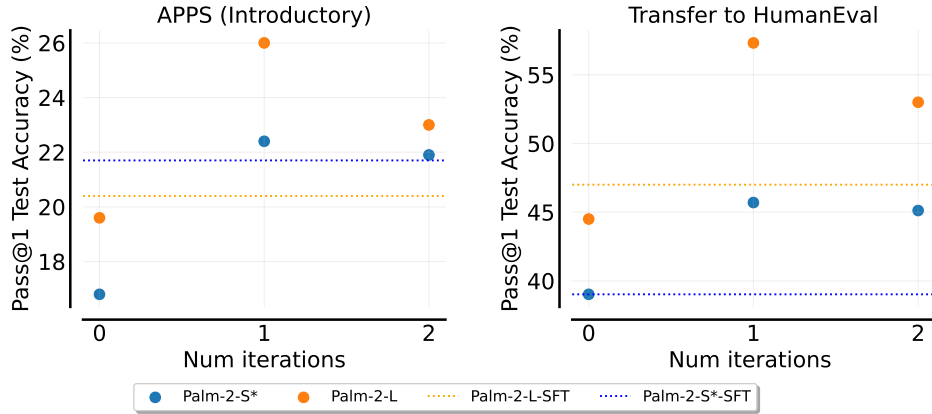 APPS (Introductory)
Pass@1 Test Accuracy (%)
26
24
22
20
18
0
1
2
Num iterations
Transfer to HumanEval
Pass@1 Test Accuracy (%)
55
50
45
40
0
1
2
Num iterations
Palm-2-S*
Palm-2-L
Palm-2-L-SFT
Palm-2-S*-SFT